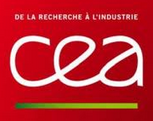 DE LA RECHERCHE À L'INDUSTRIE
cea